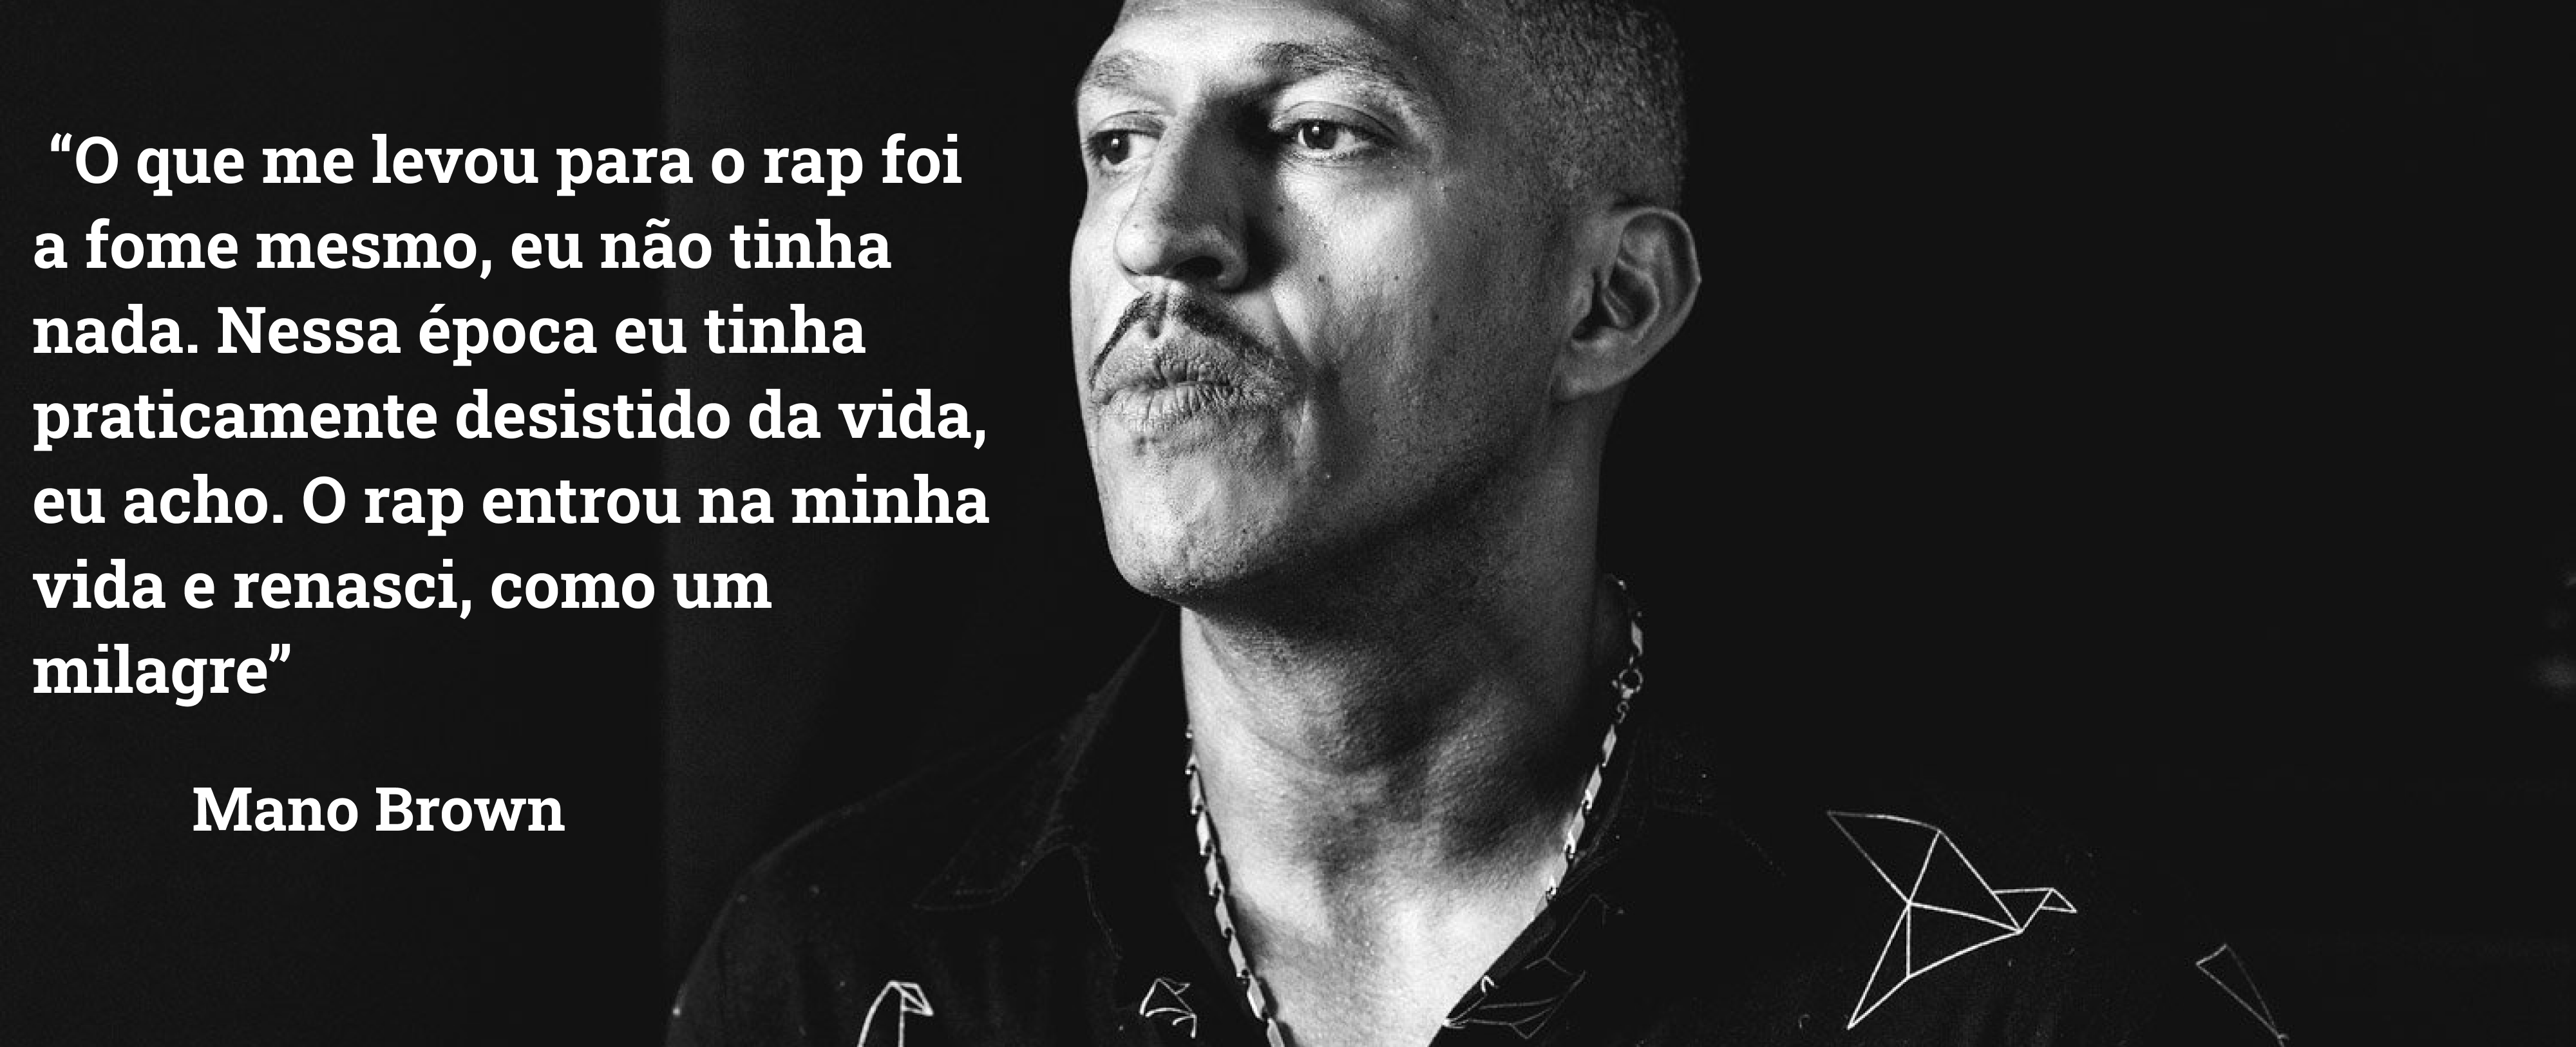 “O que me levou para o rap foi
a fome mesmo, eu não tinha
nada. Nessa época eu tinha
praticamente desistido da vida,
eu acho. O rap entrou na minha
vida e renasci, como um
milagre”
Mano Brown